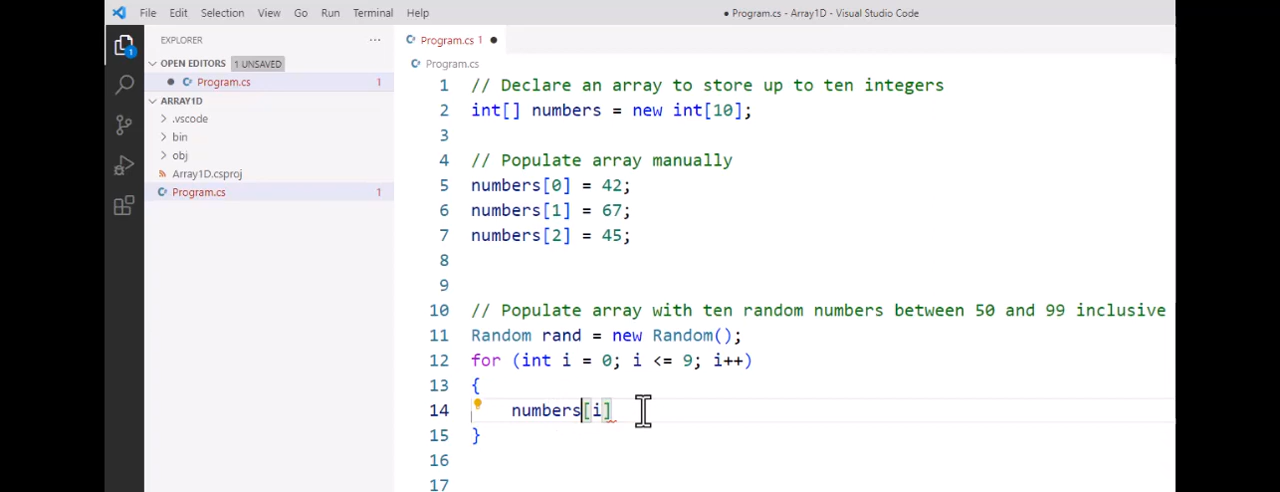 File Edit Selection View Go Run Terminal Help
● Program.cs - Array1D - Visual Studio Code
EXPLORER ···
OPEN EDITORS 1 UNSAVED
● Program.cs 1
ARRAY1D
.vscode
bin
obj
Array1D.csproj
Program.cs 1
1
Program.cs 1 ●
Program.cs
1 // Declare an array to store up to ten integers
2 int[] numbers = new int[10];
3
4 // Populate array manually
5 numbers[0] = 42;
6 numbers[1] = 67;
7 numbers[2] = 45;
8
9
10 // Populate array with ten random numbers between 50 and 99 inclusive
11 Random rand = new Random();
12 for (int i = 0; i <= 9; i++)
13 {
14 numbers[i]
15 }
16
17